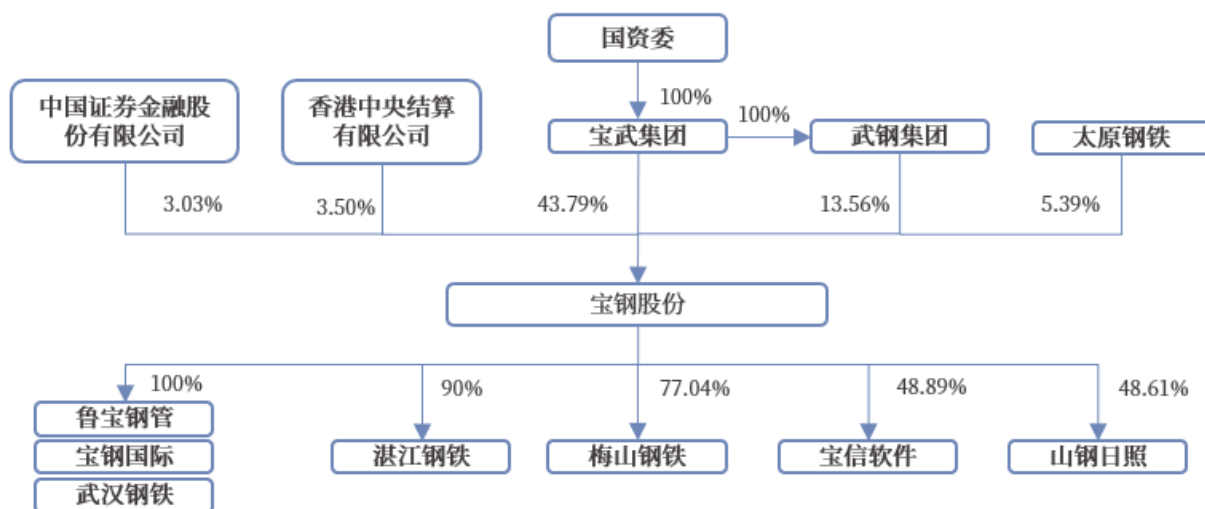 国资委
中国证券金融股
份有限公司
香港中央结算
有限公司
100%
宝武集团
100%
武钢集团
太原钢铁
3.03%
3.50%
43.79%
13.56%
5.39%
宝钢股份
100%
90%
77.04%
48.89%
48.61%
鲁宝钢管
宝钢国际
武汉钢铁
湛江钢铁
梅山钢铁
宝信软件
山钢日照